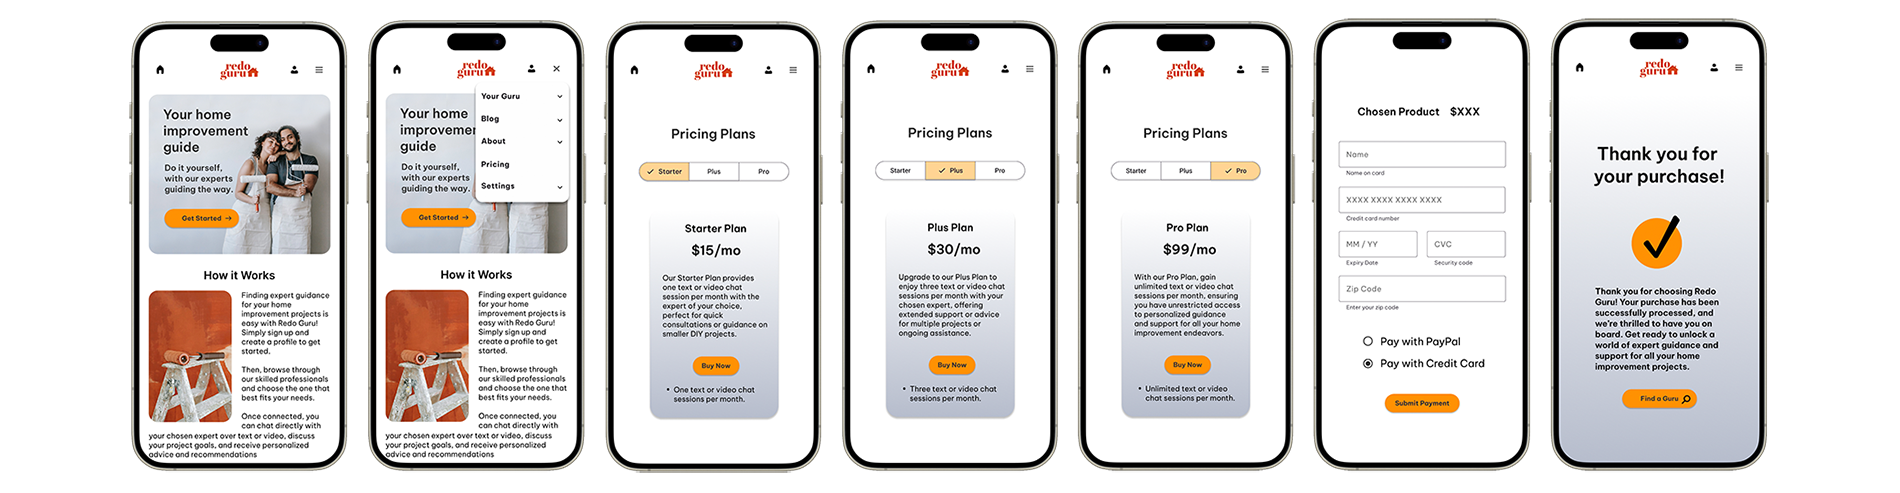 redo
guru
Your home
improvement
guide
Do it yourself,
with our experts
guiding the way.
Get Started →
How it Works
Finding expert guidance
for your home
improvement projects is
easy with Redo Guru!
Simply sign up and
create a profile to get
started.
Then, browse through
our skilled professionals
and choose the one that
best fits your needs.
Once connected, you
can chat directly with
your chosen expert over text or video, discuss
your project goals, and receive personalized
advice and recommendations
redo
guru
Your Guru
Blog
About
Pricing
Settings
Your home
improvemen
guide
Do it yourself,
with our experts
guiding the way.
Get Started →
How it Works
Finding expert guidance
for your home
improvement projects is
easy with Redo Guru!
Simply sign up and
create a profile to get
started.
Then, browse through
our skilled professionals
and choose the one that
best fits your needs.
Once connected, you
can chat directly with
your chosen expert over text or video, discuss
your project goals, and receive personalized
advice and recommendations
redo
guru
Pricing Plans
Starter Plus Pro
Starter Plan
$15/mo
Our Starter Plan provides
one text or video chat
session per month with the
expert of your choice,
perfect for quick
consultations or guidance on
smaller DIY projects.
Buy Now
• One text or video chat
sessions per month.
redo
guru
Pricing Plans
Starter Plus Pro
Plus Plan
$30/mo
Upgrade to our Plus Plan to
enjoy three text or video chat
sessions per month with your
chosen expert, offering
extended support or advice
for multiple projects or
ongoing assistance.
Buy Now
• Three text or video chat
sessions per month.
redo
guru
Pricing Plans
Starter Plus Pro
Pro Plan
$99/mo
With our Pro Plan, gain
unlimited text or video chat
sessions per month, ensuring
you have unrestricted access
to personalized guidance
and support for all your home
improvement endeavors.
Buy Now
• Unlimited text or video
chat sessions per month.
Chosen Product $XXX
Name
Name on card
XXXX XXXX XXXX XXXX
Credit card number
MM / YY CVC
Expiry Date Security code
Zip Code
Enter your zip code
Pay with PayPal
Pay with Credit Card
Submit Payment
redo
guru
Thank you for
your purchase!
Thank you for choosing Redo
Guru! Your purchase has been
successfully processed, and
we're thrilled to have you on
board. Get ready to unlock a
world of expert guidance and
support for all your home
improvement projects.
Find a Guru